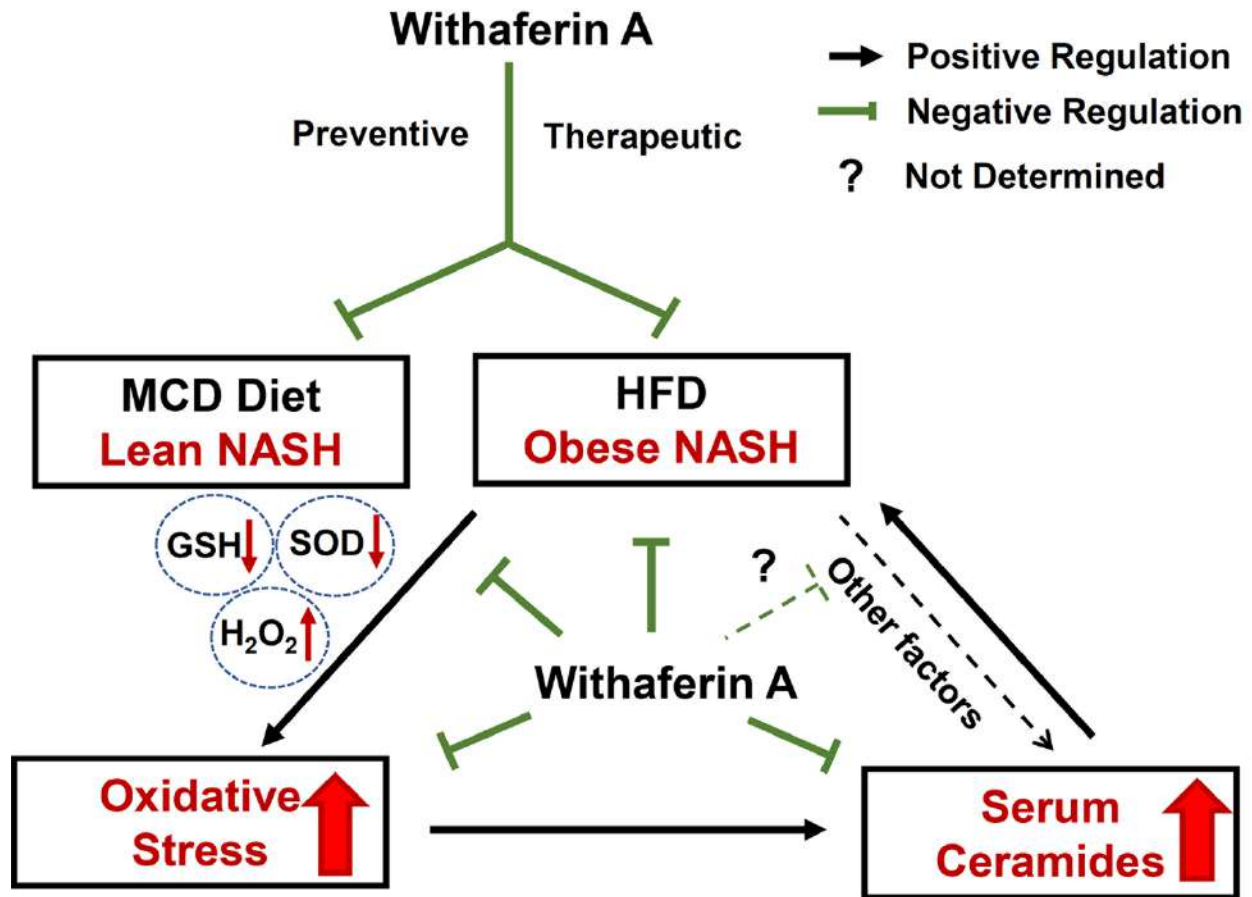 Withaferin A
Preventive
Therapeutic
Positive Regulation
Negative Regulation
? Not Determined
MCD Diet
Lean NASH
HFD
Obese NASH
GSH
SOD
H₂O₂
?
Other factors
Withaferin A
Oxidative
Stress
Serum
Ceramides